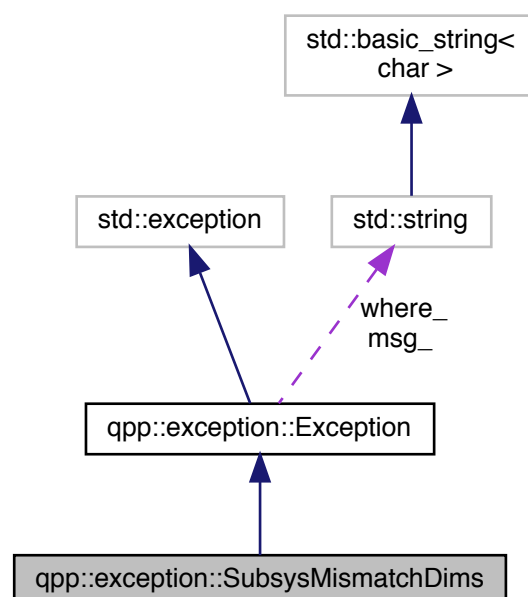 std::basic_string<
char >
std::exception
std::string
where_
msg_
qpp::exception::Exception
qpp::exception::SubsysMismatchDims